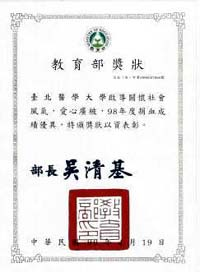 教育部獎狀
臺北醫學大學啟導關懷社會
風氣，愛心廣被，98年度捐血成
績優異，特頒獎狀以資表彰。
部長 吳清基
中華民國 月19日